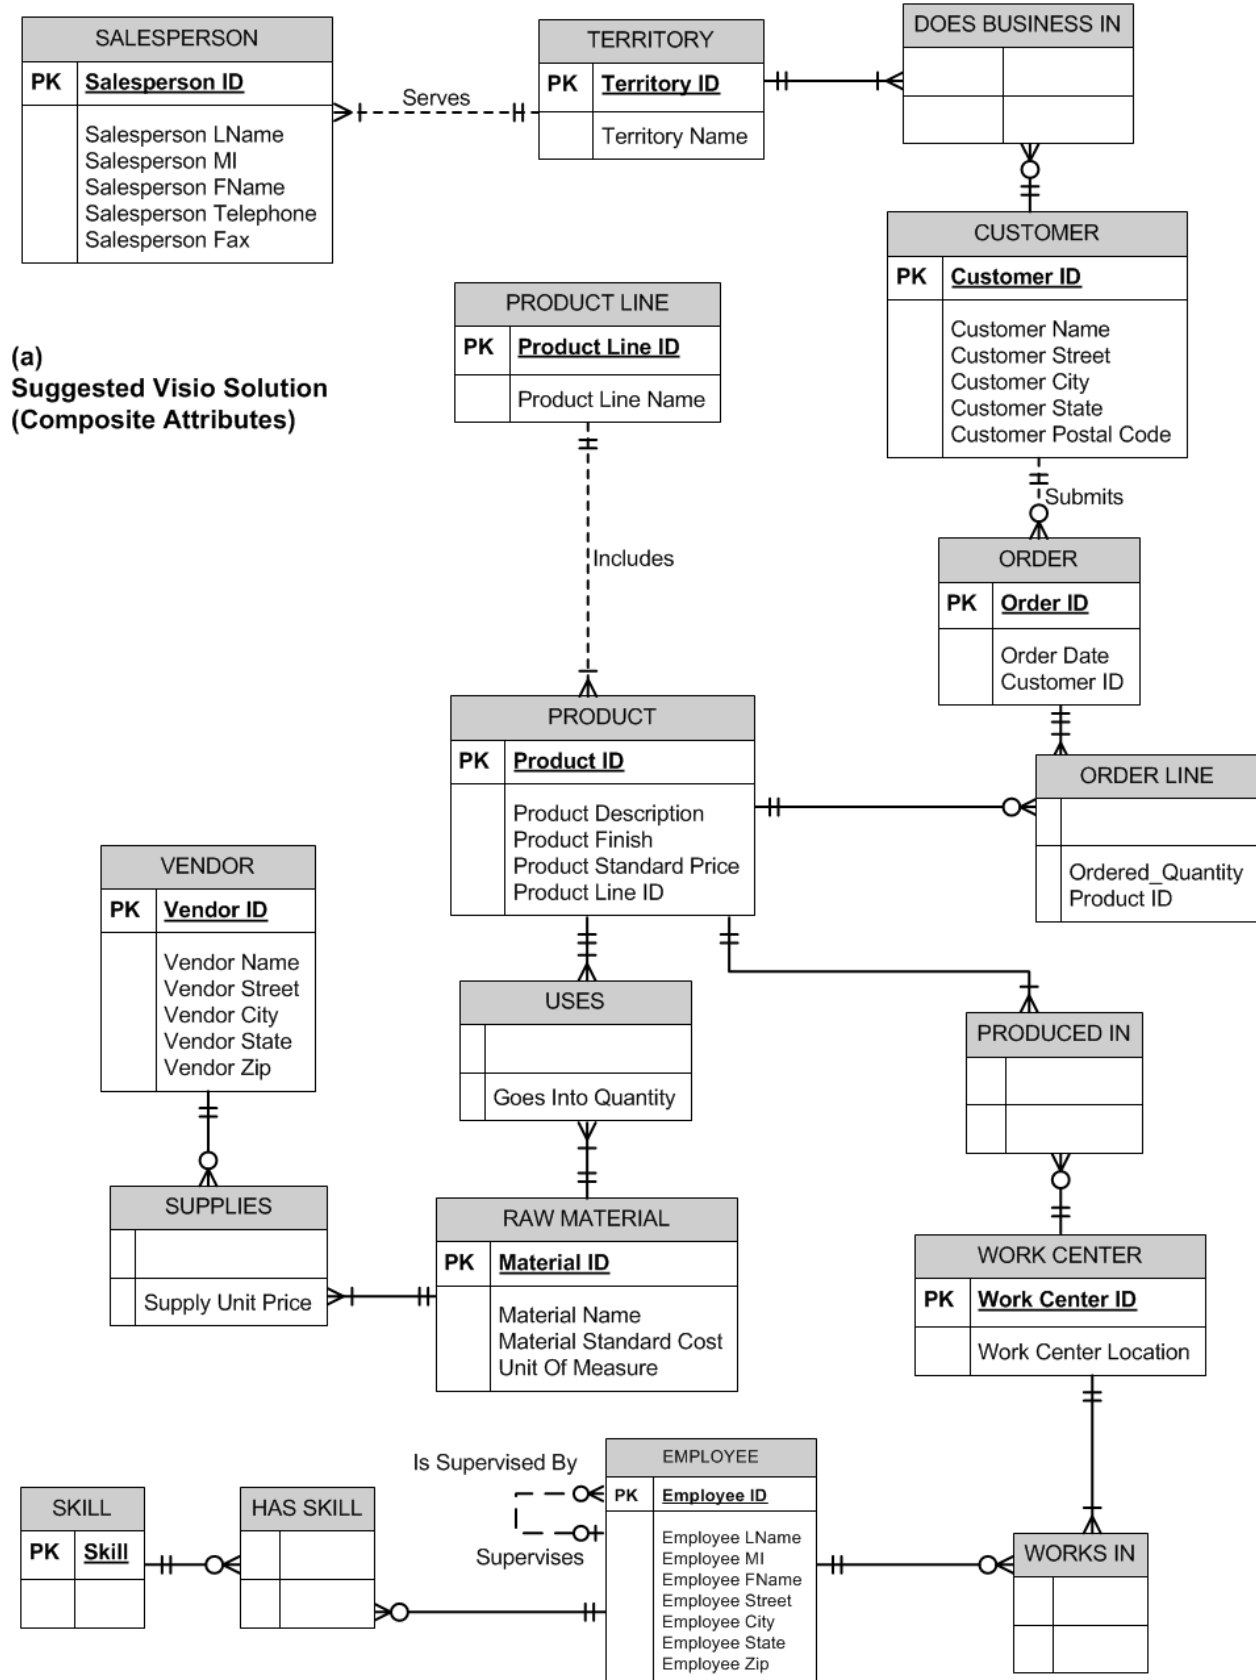 SALESPERSON
PK Salesperson ID
Salesperson LName
Salesperson MI
Salesperson FName
Salesperson Telephone
Salesperson Fax
Serves
TERRITORY
PK Territory ID
Territory Name
DOES BUSINESS IN
CUSTOMER
PK Customer ID
Customer Name
Customer Street
Customer City
Customer State
Customer Postal Code
Submits
PRODUCT LINE
PK Product Line ID
Product Line Name
(a)
Suggested Visio Solution
(Composite Attributes)
Includes
ORDER
PK Order ID
Order Date
Customer ID
PRODUCT
PK Product ID
Product Description
Product Finish
Product Standard Price
Product Line ID
ORDER LINE
Ordered_Quantity
Product ID
VENDOR
PK Vendor ID
Vendor Name
Vendor Street
Vendor City
Vendor State
Vendor Zip
USES
Goes Into Quantity
PRODUCED IN
SUPPLIES
Supply Unit Price
RAW MATERIAL
PK Material ID
Material Name
Material Standard Cost
Unit Of Measure
WORK CENTER
PK Work Center ID
Work Center Location
Is Supervised By
Supervises
EMPLOYEE
PK Employee ID
Employee LName
Employee MI
Employee FName
Employee Street
Employee City
Employee State
Employee Zip
SKILL
PK Skill
HAS SKILL
WORKS IN